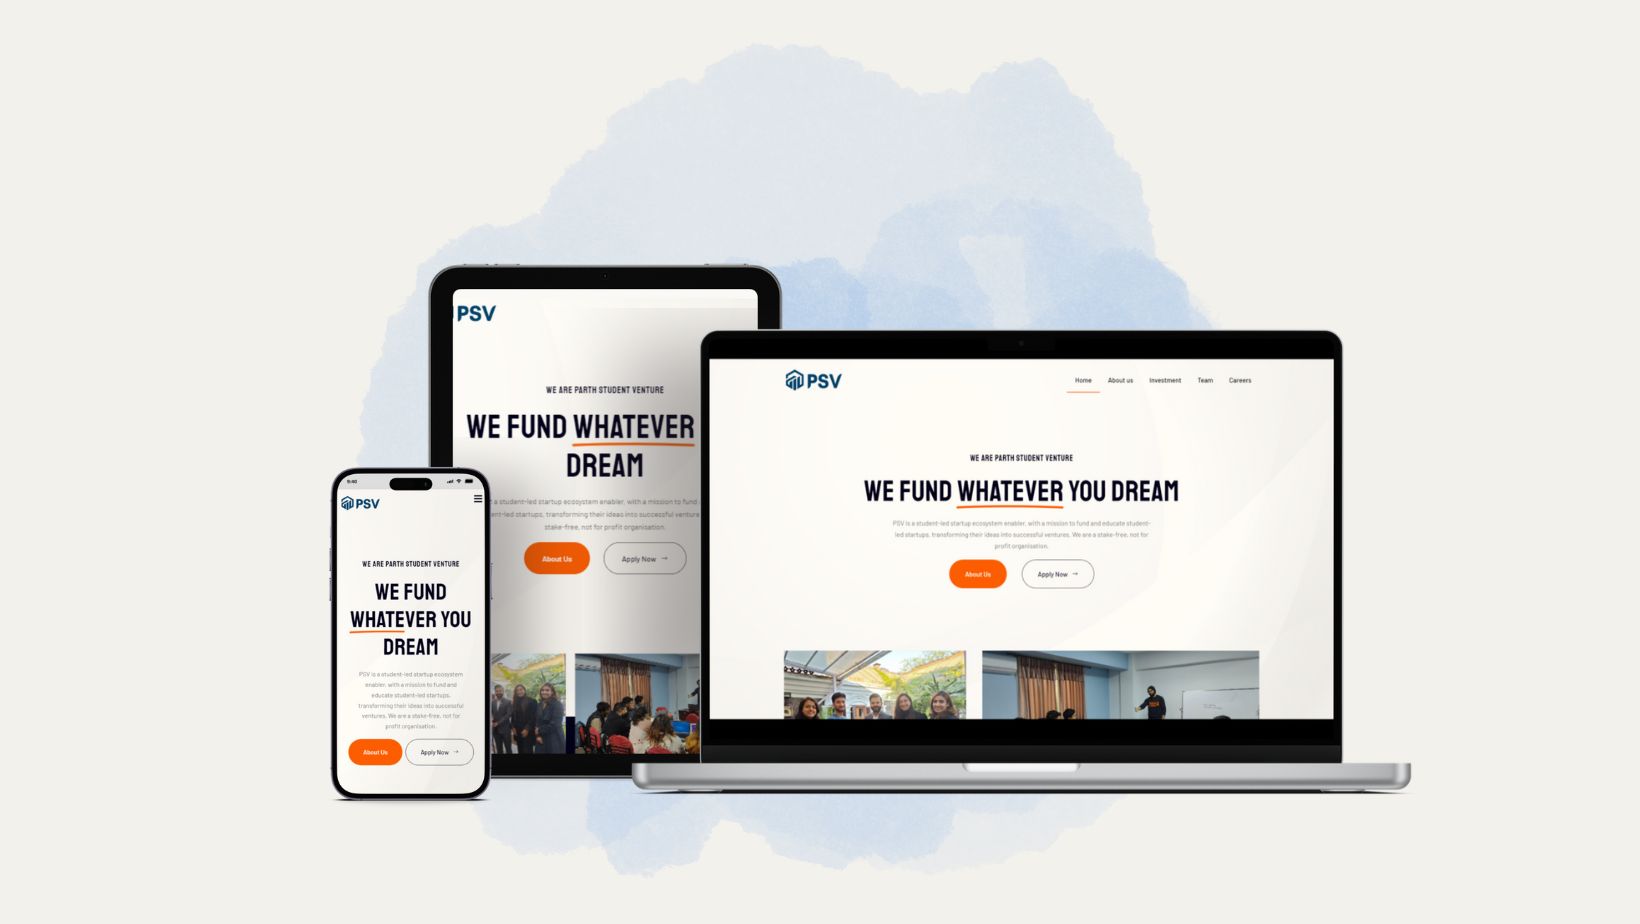 PSV
WE ARE PARTH STUDENT VENTURE
WE FUND WHATEVER
DREAM
a student-led startup ecosystem enabler, with a mission to fund
startups, transforming their ideas into successful venture
stake-free, not for profit organisation.
About Us
Apply Now →
9:40
PSV
WE ARE PARTH STUDENT VENTURE
WE FUND
WHATEVER YOU
DREAM
PSV is a student-led startup ecosystem
enabler, with a mission to fund and
educate student-led startups,
transforming their ideas into successful
ventures. We are a stake-free, not for
profit organisation.
About Us
Apply Now →
PSV
Home
About us
Investment
Team
Careers
WE ARE PARTH STUDENT VENTURE
WE FUND WHATEVER YOU DREAM
PSV is a student-led startup ecosystem enabler, with a mission to fund and educate student-
led startups, transforming their ideas into successful ventures. We are a stake-free, not for
profit organisation.
About Us
Apply Now →